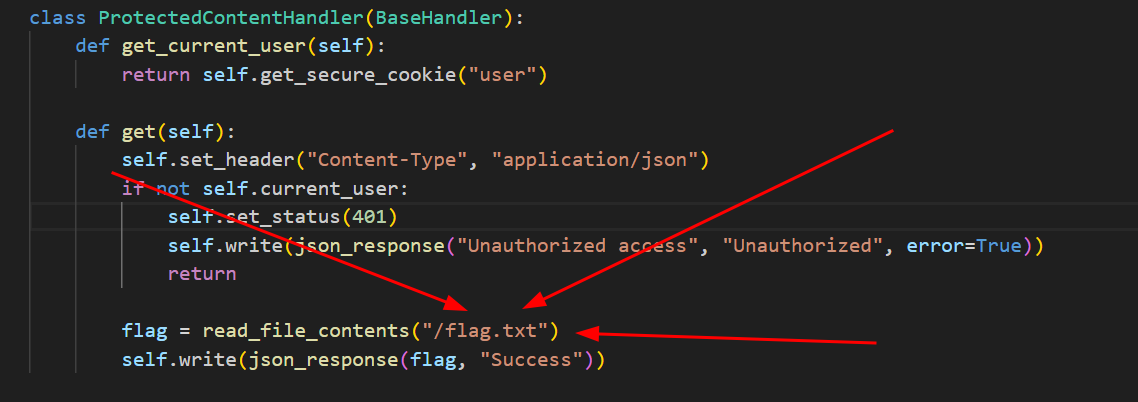 class ProtectedContentHandler(BaseHandler):
    def get_current_user(self):
        return self.get_secure_cookie("user")

    def get(self):
        self.set_header("Content-Type", "application/json")
        if not self.current_user:
            self.set_status(401)
            self.write(json_response("Unauthorized access", "Unauthorized", error=True))
            return

        flag = read_file_contents("/flag.txt")
        self.write(json_response(flag, "Success"))